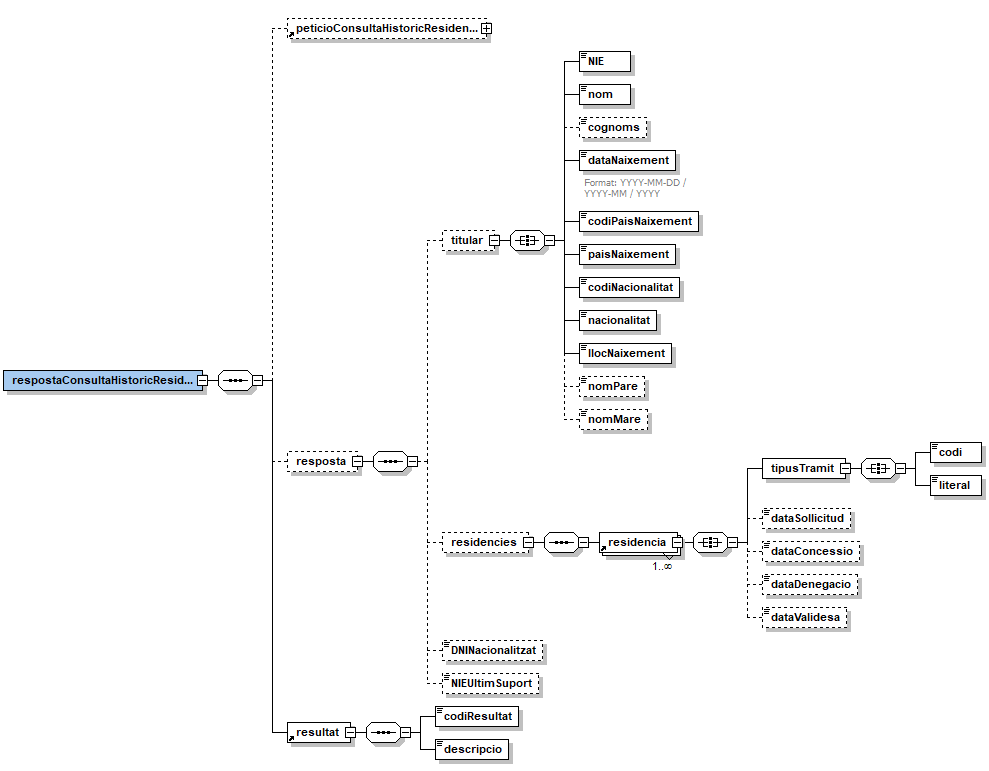 peticioConsultaHistoricResiden...
NIE
nom
cognoms
dataNaixement
Format: YYYY-MM-DD /
YYYY-MM / YYYY
codiPaisNaixement
titular
paisNaixement
codiNacionalitat
nacionalitat
llocNaixement
respostaConsultaHistoricResid...
nomPare
nomMare
resposta
tipusTramit
codi
literal
dataSollicitud
residencies
residencia
1..∞
dataConcessio
dataDenegacio
dataValidesa
DNINacionalitzat
NIEUltimSuport
resultat
codiResultat
descripcio